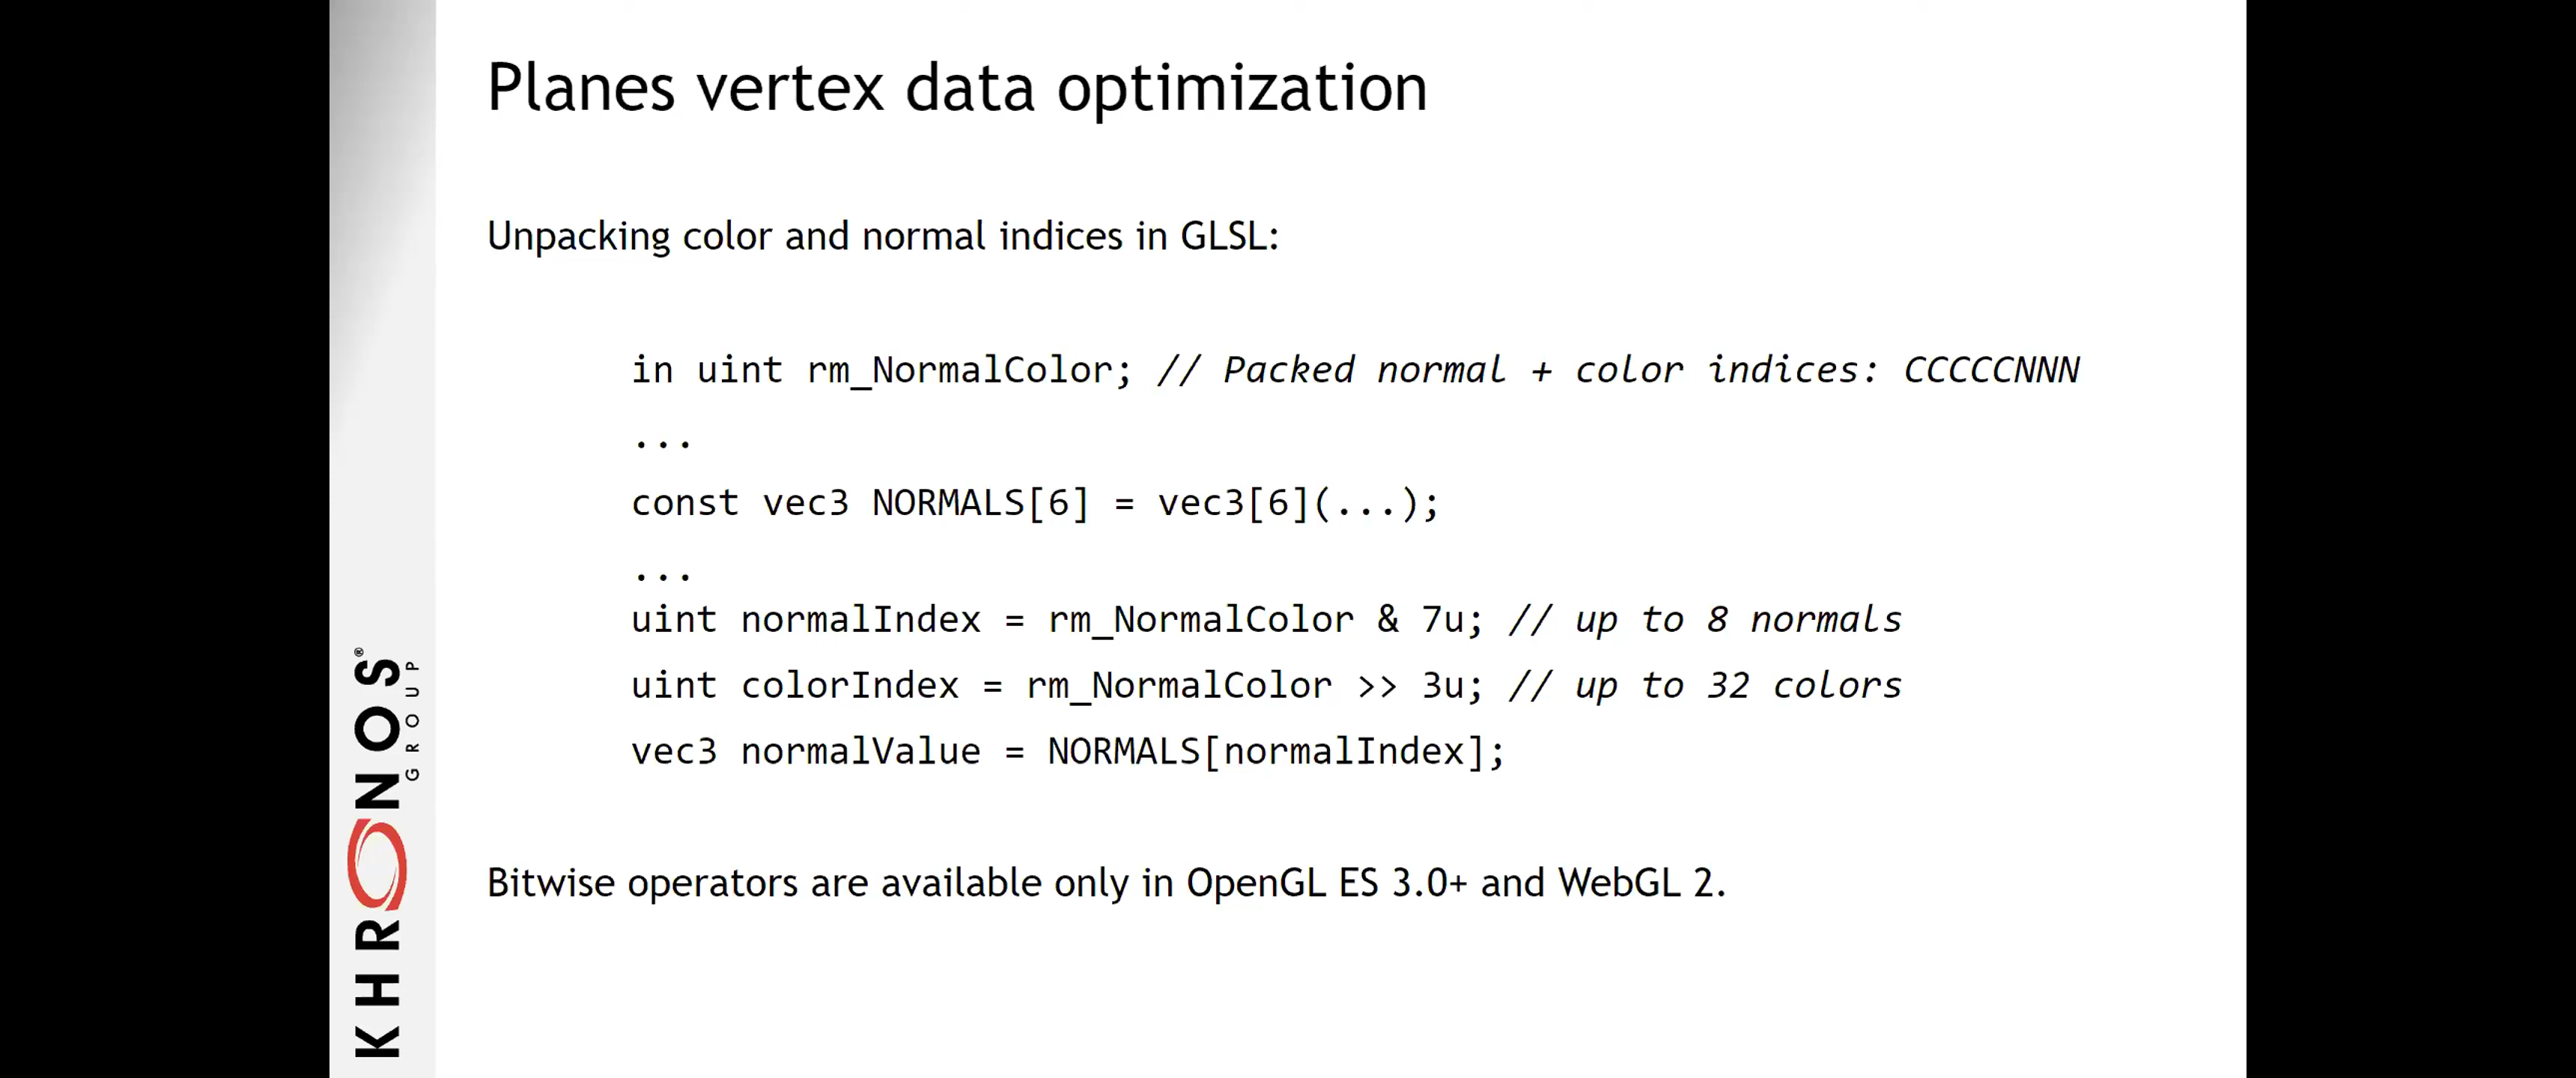 Planes vertex data optimization
Unpacking color and normal indices in GLSL:
in uint rm_NormalColor; // Packed normal + color indices: CCCCCNNN
...
const vec3 NORMALS[6] = vec3[6](...);
...
uint normalIndex = rm_NormalColor & 7u; // up to 8 normals
uint colorIndex = rm_NormalColor >> 3u; // up to 32 colors
vec3 normalValue = NORMALS[normalIndex];
Bitwise operators are available only in OpenGL ES 3.0+ and WebGL 2.
KHRONOS®
GROUP